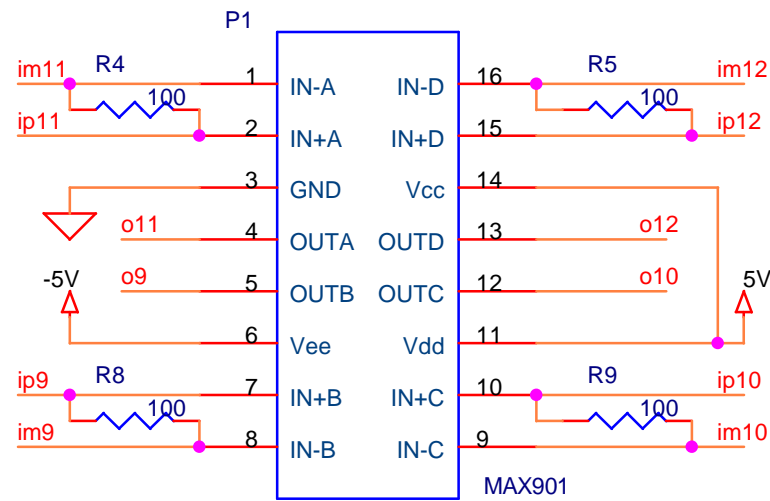 P1
im11 R4 1 IN-A IN-D 16 R5 im12
100 100
ip11 2 IN+A IN+D 15 ip12
3 GND Vcc 14
o11 4 OUTA OUTD 13 o12
-5V o9 5 OUTB OUTC 12 o10 5V
6 Vee Vdd 11
ip9 R8 7 IN+B IN+C 10 R9 ip10
100 100
im9 8 IN-B IN-C 9 im10
MAX901